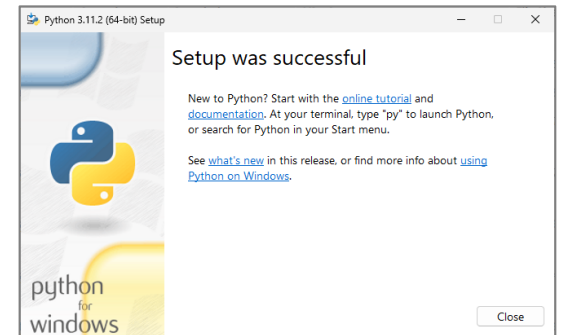 Python 3.11.2 (64-bit) Setup
Setup was successful
New to Python? Start with the online tutorial and
documentation. At your terminal, type "py" to launch Python,
or search for Python in your Start menu.
See what's new in this release, or find more info about using
Python on Windows.
python
for
windows
Close